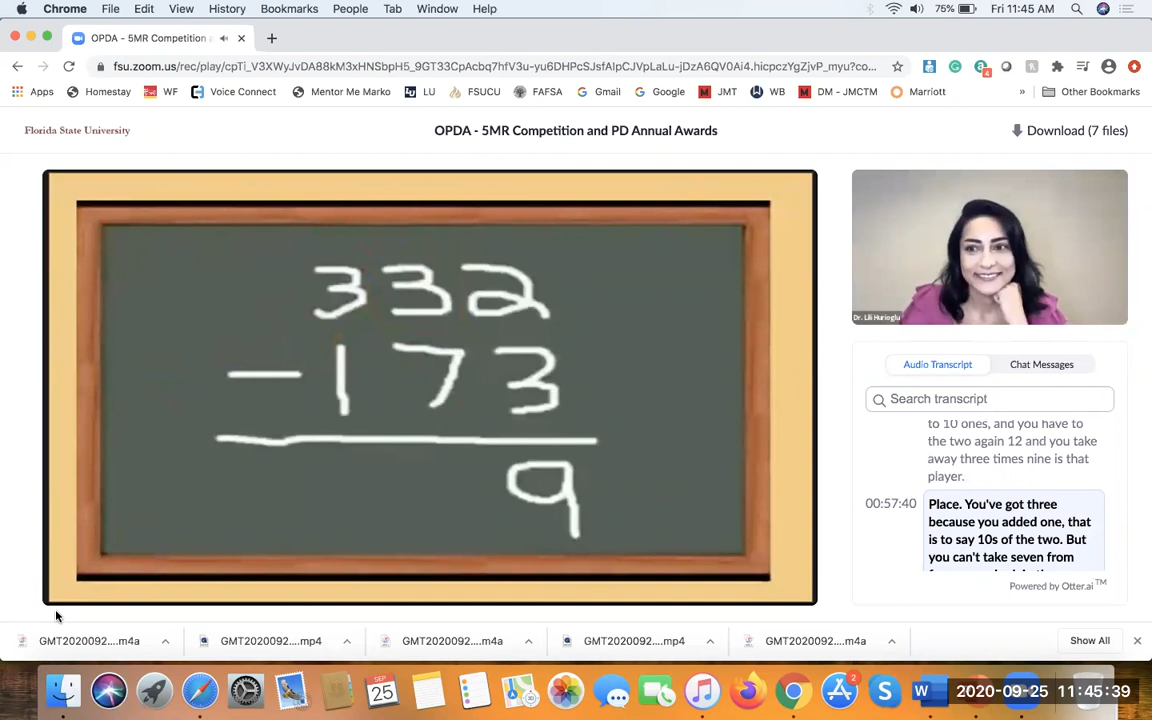 Chrome File Edit View History Bookmarks People Tab Window Help 75% Fri 11:45 AM
OPDA - 5MR Competition a
fsu.zoom.us/rec/play/cpTi_V3XWyJvDA88kM3xHNSbpH5_9GT33CpAcbq7hfV3u-yu6DHPcSJsfAIpCJVpLaLu-jDzA6QV0Ai4.hicpczYgZjvP_myu?co...
Apps Homestay WF Voice Connect Mentor Me Marko LU FSUCU FAFSA Gmail Google JMT WB DM - JMCTM Marriott » Other Bookmarks
Florida State University OPDA - 5MR Competition and PD Annual Awards Download (7 files)
332
- 173
9
Dr. Lili Hurioglu
Audio Transcript Chat Messages
Search transcript
to 10 ones, and you have to
the two again 12 and you take
away three times nine is that
player.
00:57:40 Place. You've got three
because you added one, that
is to say 10s of the two. But
you can't take seven from
Powered by Otter.ai TM
GMT2020092....m4a GMT2020092....mp4 GMT2020092....m4a GMT2020092....mp4 GMT2020092....m4a Show All
SEP
25
2
2020-09-25 11:45:39